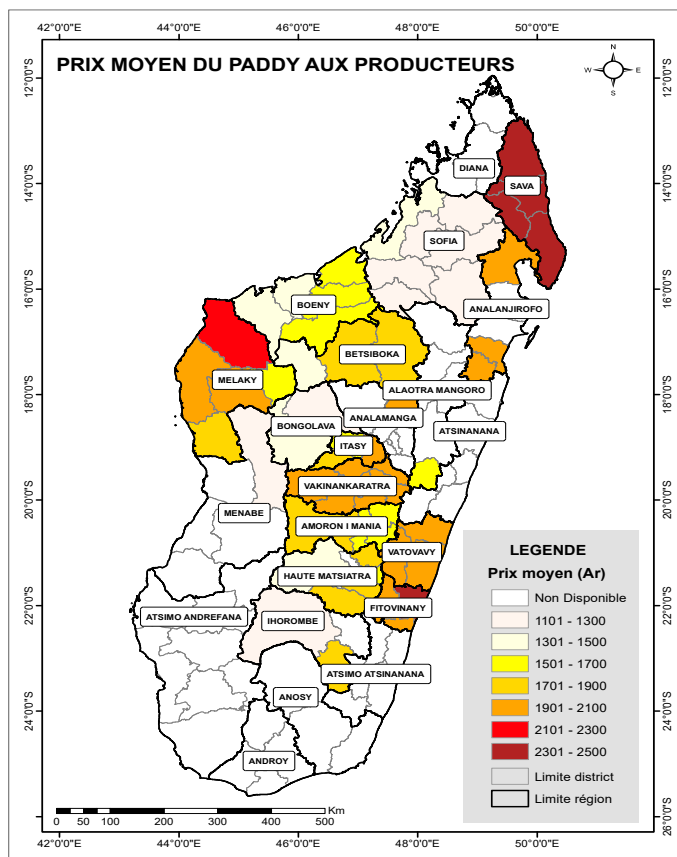 42°0'0"E 44°0'0"E 46°0'0"E 48°0'0"E 50°0'0"E
PRIX MOYEN DU PADDY AUX PRODUCTEURS
N
W E
S
12°0'0"S 12°0'0"S
14°0'0"S 14°0'0"S
16°0'0"S 16°0'0"S
18°0'0"S 18°0'0"S
20°0'0"S 20°0'0"S
22°0'0"S 22°0'0"S
24°0'0"S 24°0'0"S
26°0'0"S
DIANA
SAVA
SOFIA
BOENY
ANALANJIROFO
BETSIBOKA
MELAKY
ALAOTRA MANGORO
ANALAMANGA
BONGOLAVA
ATSINANANA
ITASY
VAKINANKARATRA
MENABE
AMORON I MANIA
VATOVAVY
HAUTE MATSIATRA
FITOVINANY
ATSIMO ANDREFANA
IHOROMBE
ATSIMO ATSINANANA
ANOSY
ANDROY
LEGENDE
Prix moyen (Ar)
Non Disponible
1101 - 1300
1301 - 1500
1501 - 1700
1701 - 1900
1901 - 2100
2101 - 2300
2301 - 2500
Limite district
Limite région
Km
0 50 100 200 300 400 500
42°0'0"E 44°0'0"E 46°0'0"E 48°0'0"E 50°0'0"E